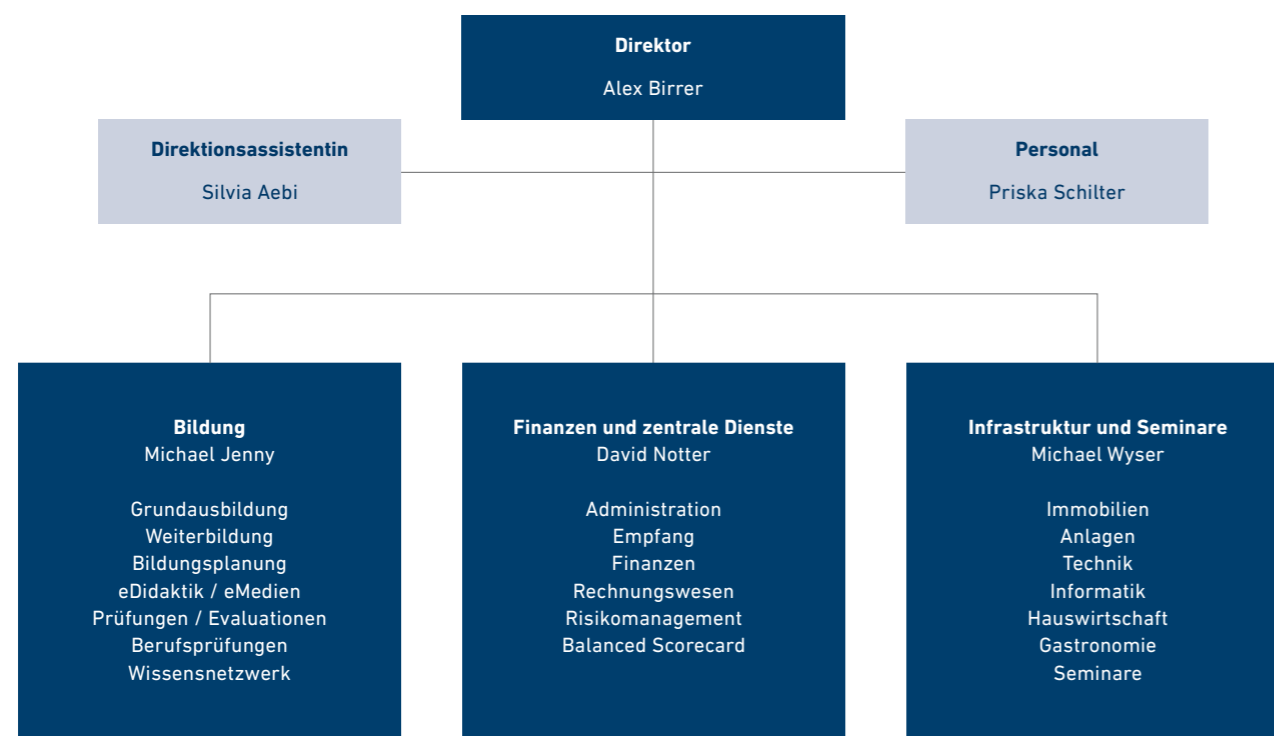 Direktor
Alex Birrer
Direktionsassistentin
Silvia Aebi
Personal
Priska Schilter
Bildung
Michael Jenny
Grundausbildung
Weiterbildung
Bildungsplanung
eDidaktik / eMedien
Prüfungen / Evaluationen
Berufsprüfungen
Wissensnetzwerk
Finanzen und zentrale Dienste
David Notter
Administration
Empfang
Finanzen
Rechnungswesen
Risikomanagement
Balanced Scorecard
Infrastruktur und Seminare
Michael Wyser
Immobilien
Anlagen
Technik
Informatik
Hauswirtschaft
Gastronomie
Seminare